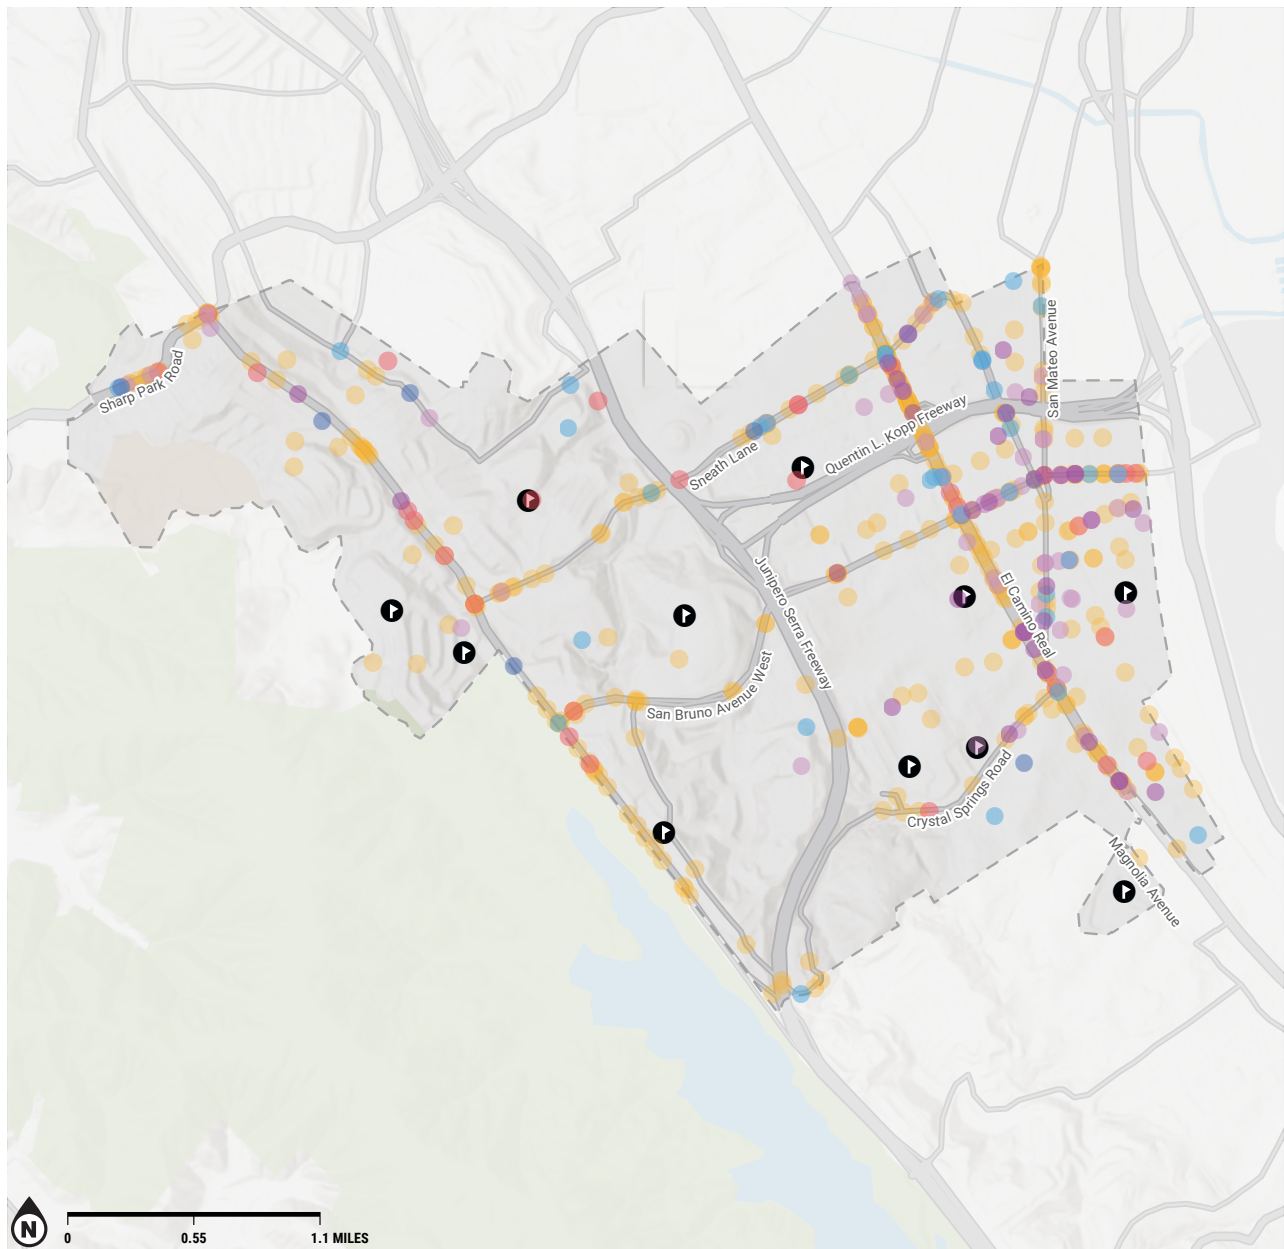 Sharp Park Road
Sneath Lane
Quentin L. Kopp Freeway
San Mateo Avenue
Junipero Serra Freeway
El Camino Real
San Bruno Avenue West
Crystal Springs Road
Magnolia Avenue
N
0 0.55 1.1 MILES